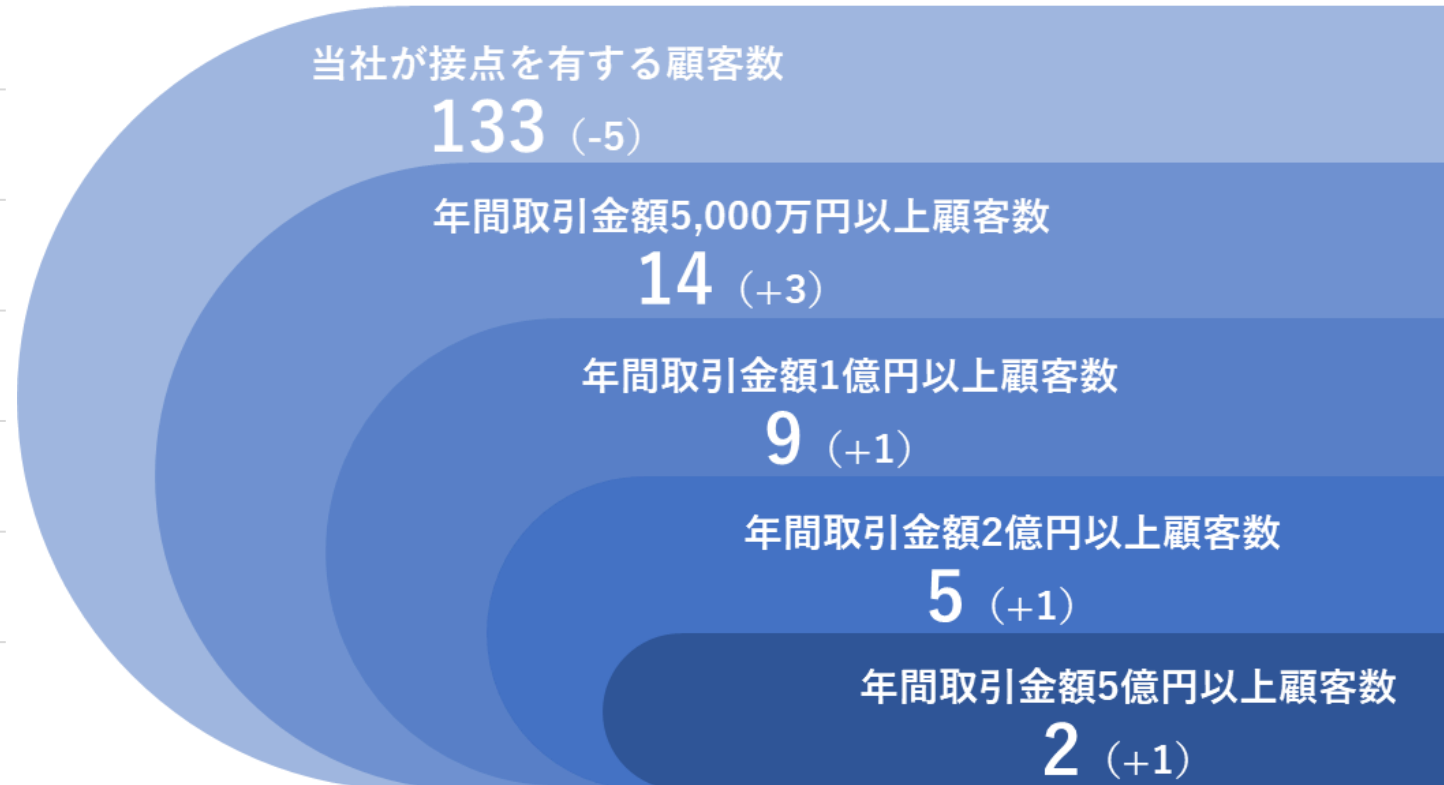 当社が接点を有する顧客数
133（-5）
年間取引金額5,000万円以上顧客数
14（+3）
年間取引金額1億円以上顧客数
9（+1）
年間取引金額2億円以上顧客数
5（+1）
年間取引金額5億円以上顧客数
2（+1）